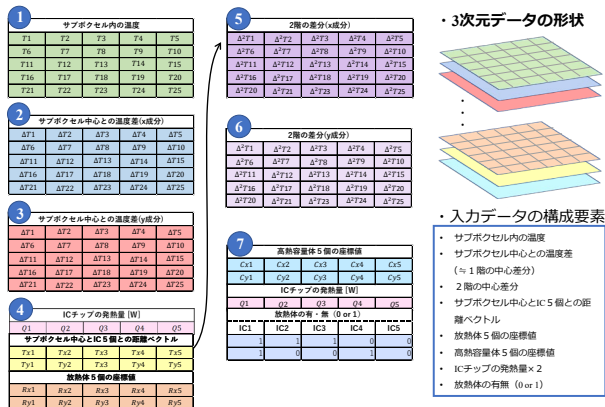 1
サブボクセル内の温度
T1 T2 T3 T4 T5
T6 T7 T8 T9 T10
T11 T12 T13 T14 T15
T16 T17 T18 T19 T20
T21 T22 T23 T24 T25
2
サブボクセル中心との温度差(x成分)
ΔT1 ΔT2 ΔT3 ΔT4 ΔT5
ΔT6 ΔT7 ΔT8 ΔT9 ΔT10
ΔT11 ΔT12 ΔT13 ΔT14 ΔT15
ΔT16 ΔT17 ΔT18 ΔT19 ΔT20
ΔT21 ΔT22 ΔT23 ΔT24 ΔT25
3
サブボクセル中心との温度差(y成分)
ΔT1 ΔT2 ΔT3 ΔT4 ΔT5
ΔT6 ΔT7 ΔT8 ΔT9 ΔT10
ΔT11 ΔT12 ΔT13 ΔT14 ΔT15
ΔT16 ΔT17 ΔT18 ΔT19 ΔT20
ΔT21 ΔT22 ΔT23 ΔT24 ΔT25
4
ICチップの発熱量 [W]
Q1 Q2 Q3 Q4 Q5
サブボクセル中心とIC５個との距離ベクトル
Tx1 Tx2 Tx3 Tx4 Tx5
Ty1 Ty2 Ty3 Ty4 Ty5
放熱体５個の座標値
Rx1 Rx2 Rx3 Rx4 Rx5
Ry1 Ry2 Ry3 Ry4 Ry5
5
2階の差分(x成分)
Δ²T1 Δ²T2 Δ²T3 Δ²T4 Δ²T5
Δ²T6 Δ²T7 Δ²T8 Δ²T9 Δ²T10
Δ²T11 Δ²T12 Δ²T13 Δ²T14 Δ²T15
Δ²T16 Δ²T17 Δ²T18 Δ²T19 Δ²T20
Δ²T20 Δ²T21 Δ²T23 Δ²T24 Δ²T25
6
2階の差分(y成分)
Δ²T1 Δ²T2 Δ²T3 Δ²T4 Δ²T5
Δ²T6 Δ²T7 Δ²T8 Δ²T9 Δ²T10
Δ²T11 Δ²T12 Δ²T13 Δ²T14 Δ²T15
Δ²T16 Δ²T17 Δ²T18 Δ²T19 Δ²T20
Δ²T20 Δ²T21 Δ²T23 Δ²T24 Δ²T25
7
高熱容量体５個の座標値
Cx1 Cx2 Cx3 Cx4 Cx5
Cy1 Cy2 Cy3 Cy4 Cy5
ICチップの発熱量 [W]
Q1 Q2 Q3 Q4 Q5
放熱体の有・無（0 or 1）
IC1 IC2 IC3 IC4 IC5
1 1 1 0 0
1 0 0 1 0
・3次元データの形状
・入力データの構成要素
・ サブボクセル内の温度
・ サブボクセル中心との温度差
（≒１階の中心差分）
・ ２階の中心差分
・ サブボクセル中心とIC５個との距
離ベクトル
・ 放熱体５個の座標値
・ 高熱容量体５個の座標値
・ ICチップの発熱量×２
・ 放熱体の有無（0 or 1）